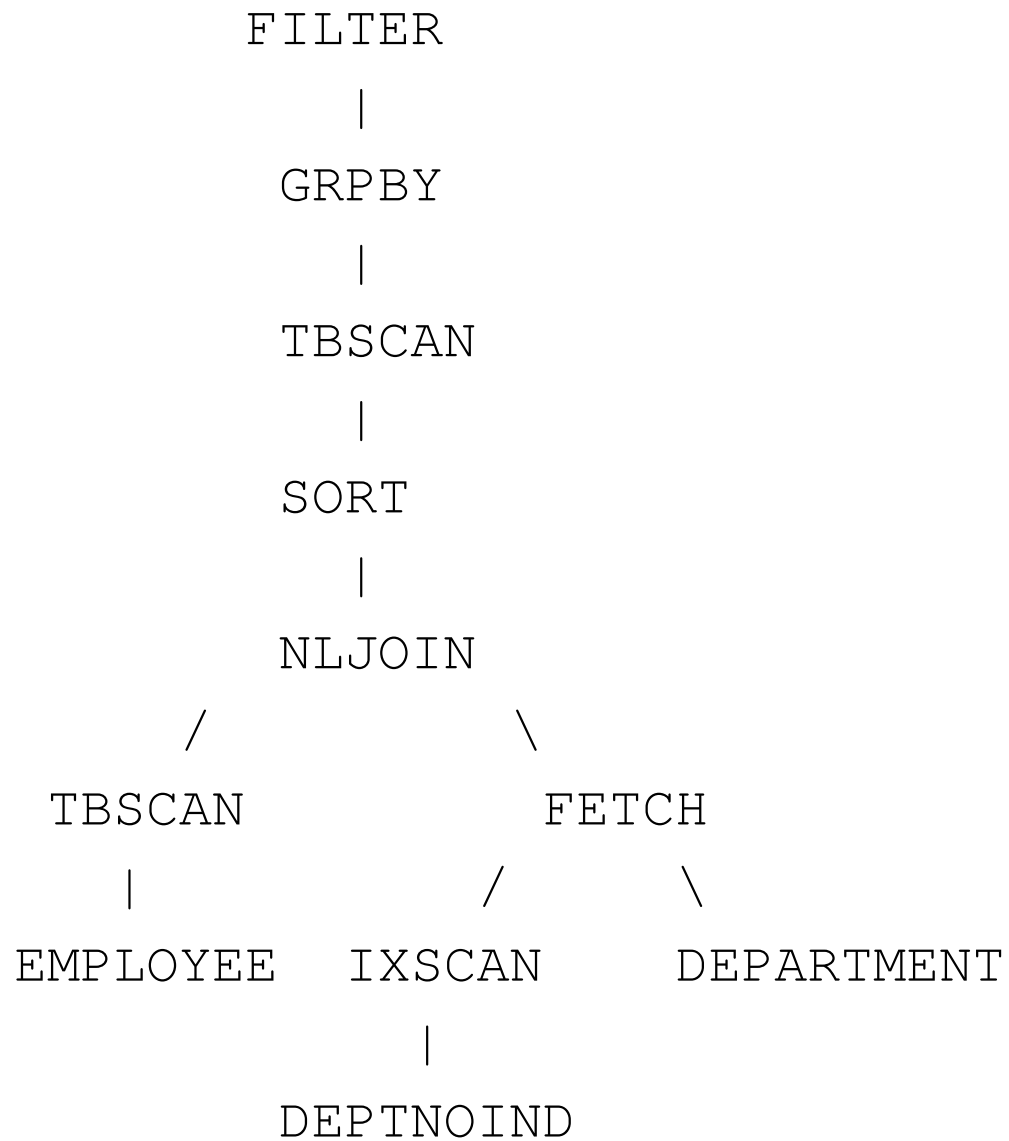 FILTER
|
GRPBY
|
TBSCAN
|
SORT
|
NLJOIN
/ \
TBSCAN FETCH
| / \
EMPLOYEE IXSCAN DEPARTMENT
|
DEPTNOIND